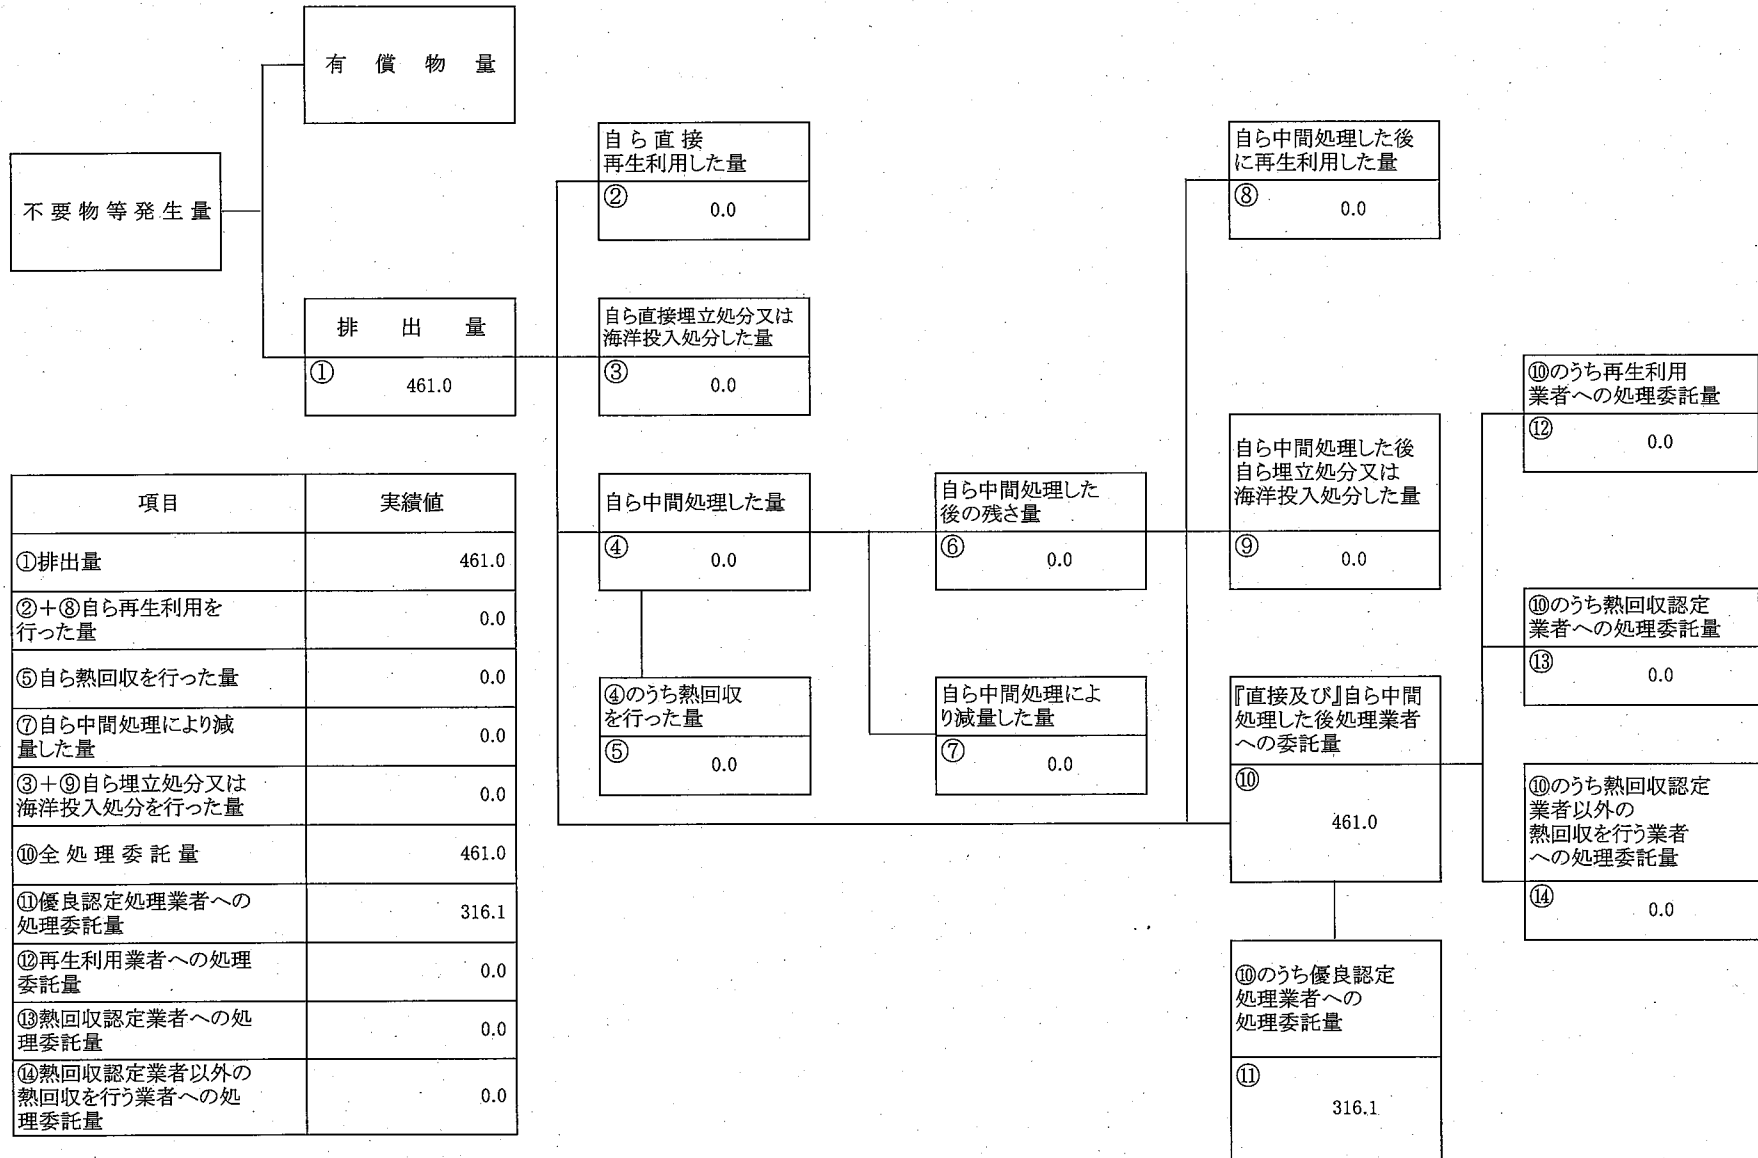 有償物量
不要物等発生量
排出量
①
461.0
自ら直接
再生利用した量
②
0.0
自ら直接埋立処分又は
海洋投入処分した量
③
0.0
自ら中間処理した量
④
0.0
④のうち熱回収
を行った量
⑤
0.0
自ら中間処理した
後の残さ量
⑥
0.0
自ら中間処理によ
り減量した量
⑦
0.0
自ら中間処理した後
に再生利用した量
⑧
0.0
自ら中間処理した後
自ら埋立処分又は
海洋投入処分した量
⑨
0.0
『直接及び』自ら中間
処理した後処理業者
への委託量
⑩
461.0
⑩のうち優良認定
処理業者への
処理委託量
⑪
316.1
⑩のうち再生利用
業者への処理委託量
⑫
0.0
⑩のうち熱回収認定
業者への処理委託量
⑬
0.0
⑩のうち熱回収認定
業者以外の
熱回収を行う業者
への処理委託量
⑭
0.0
項目 実績値
①排出量 461.0
②+⑧自ら再生利用を
行った量 0.0
⑤自ら熱回収を行った量 0.0
⑦自ら中間処理により減
量した量 0.0
③+⑨自ら埋立処分又は
海洋投入処分を行った量 0.0
⑩全処理委託量 461.0
⑪優良認定処理業者への
処理委託量 316.1
⑫再生利用業者への処理
委託量 0.0
⑬熱回収認定業者への処
理委託量 0.0
⑭熱回収認定業者以外の
熱回収を行う業者への処
理委託量 0.0